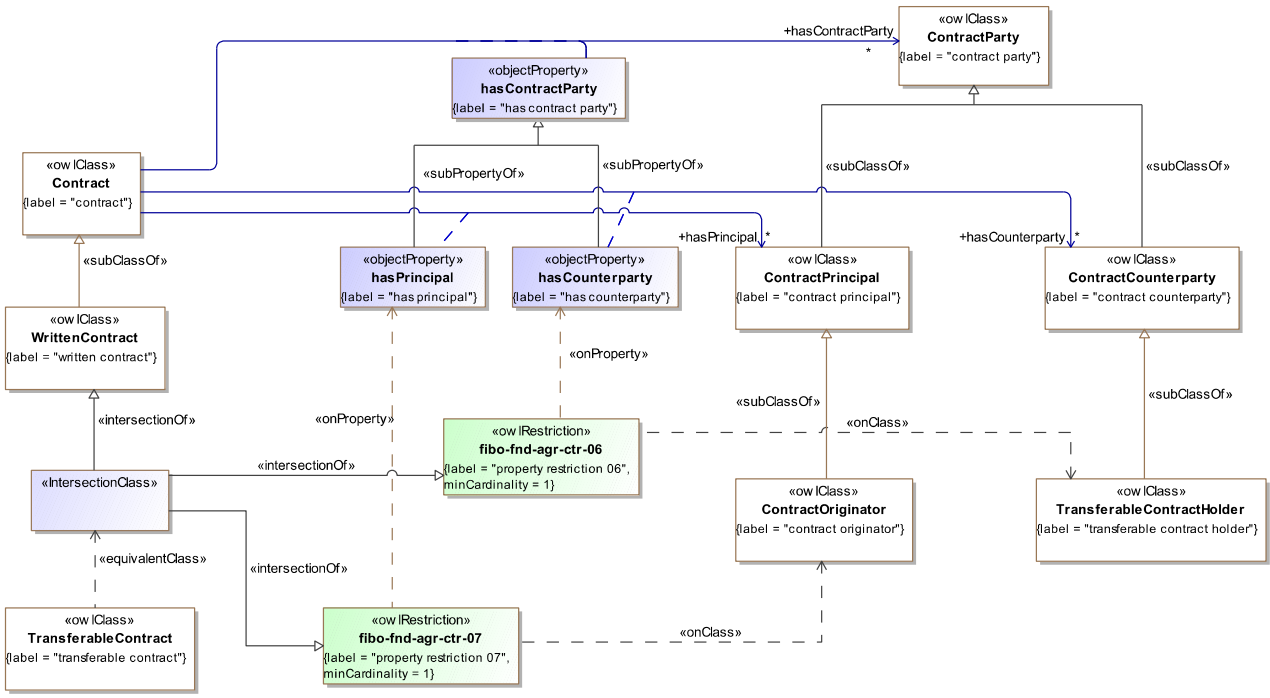 «owlClass»
ContractParty
{label = "contract party"}
+hasContractParty
*
«objectProperty»
hasContractParty
{label = "has contract party"}
«owlClass»
Contract
{label = "contract"}
«subPropertyOf»
«subPropertyOf»
«subClassOf»
«subClassOf»
+hasPrincipal
*
+hasCounterparty
*
«subClassOf»
«objectProperty»
hasPrincipal
{label = "has principal"}
«objectProperty»
hasCounterparty
{label = "has counterparty"}
«owlClass»
ContractPrincipal
{label = "contract principal"}
«owlClass»
ContractCounterparty
{label = "contract counterparty"}
«owlClass»
WrittenContract
{label = "written contract"}
«onProperty»
«subClassOf»
«subClassOf»
«intersectionOf»
«onProperty»
«owlRestriction»
fibo-fnd-agr-ctr-06
{label = "property restriction 06",
minCardinality = 1}
«onClass»
«intersectionOf»
«IntersectionClass»
«owlClass»
ContractOriginator
{label = "contract originator"}
«owlClass»
TransferableContractHolder
{label = "transferable contract holder"}
«equivalentClass»
«intersectionOf»
«owlClass»
TransferableContract
{label = "transferable contract"}
«owlRestriction»
fibo-fnd-agr-ctr-07
{label = "property restriction 07",
minCardinality = 1}
«onClass»